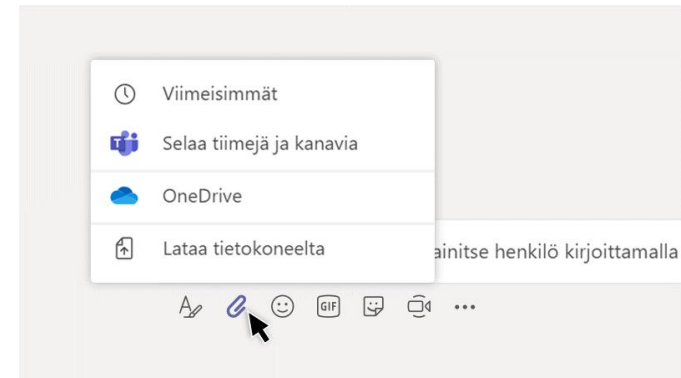 Viimeisimmät
Selaa tiimejä ja kanavia
OneDrive
Lataa tietokoneelta
ainitse henkilö kirjoittamalla
GIF